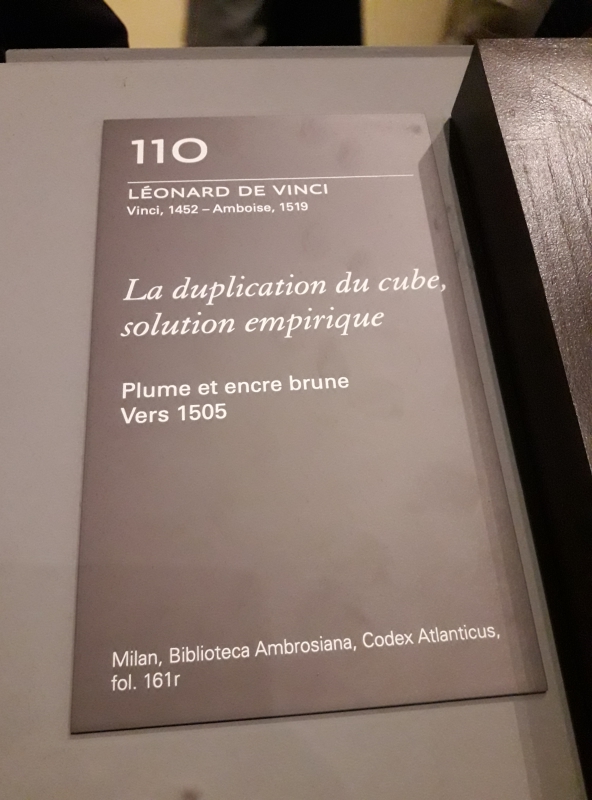 110
LÉONARD DE VINCI
Vinci, 1452 – Amboise, 1519
La duplication du cube,
solution empirique
Plume et encre brune
Vers 1505
Milan, Biblioteca Ambrosiana, Codex Atlanticus,
fol. 161r